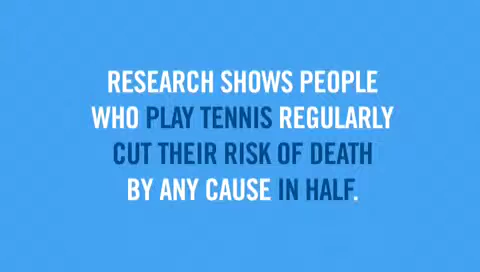 RESEARCH SHOWS PEOPLE
WHO PLAY TENNIS REGULARLY
CUT THEIR RISK OF DEATH
BY ANY CAUSE IN HALF.